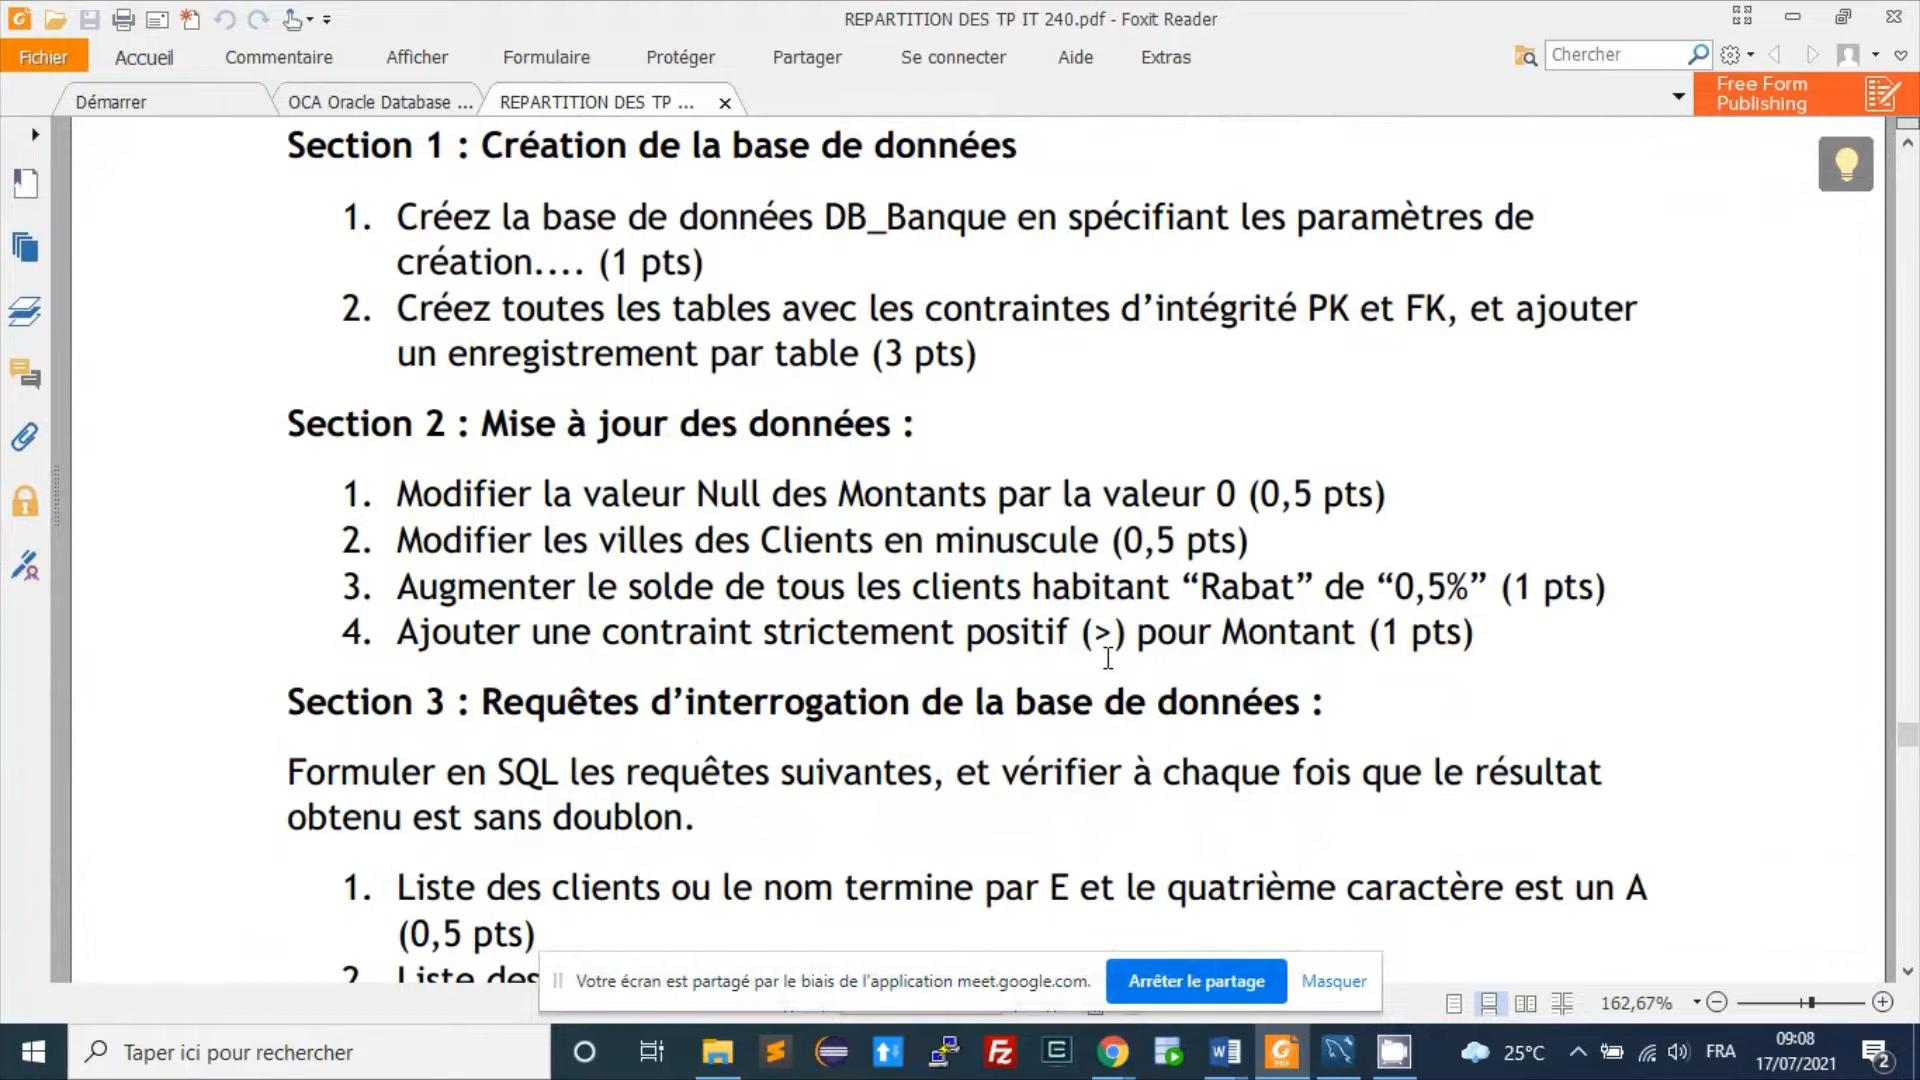 REPARTITION DES TP IT 240.pdf - Foxit Reader
Fichier Accueil Commentaire Afficher Formulaire Protéger Partager Se connecter Aide Extras Chercher
Démarrer OCA Oracle Database ... REPARTITION DES TP ... Free Form
Publishing
Section 1 : Création de la base de données
1. Créez la base de données DB_Banque en spécifiant les paramètres de
création.... (1 pts)
2. Créez toutes les tables avec les contraintes d’intégrité PK et FK, et ajouter
un enregistrement par table (3 pts)
Section 2 : Mise à jour des données :
1. Modifier la valeur Null des Montants par la valeur 0 (0,5 pts)
2. Modifier les villes des Clients en minuscule (0,5 pts)
3. Augmenter le solde de tous les clients habitant “Rabat” de “0,5%” (1 pts)
4. Ajouter une contraint strictement positif (>) pour Montant (1 pts)
Section 3 : Requêtes d’interrogation de la base de données :
Formuler en SQL les requêtes suivantes, et vérifier à chaque fois que le résultat
obtenu est sans doublon.
1. Liste des clients ou le nom termine par E et le quatrième caractère est un A
(0,5 pts)
2. Liste des
Votre écran est partagé par le biais de l'application meet.google.com. Arrêter le partage Masquer
162,67%
Taper ici pour rechercher 25°C FRA 09:08
17/07/2021 2